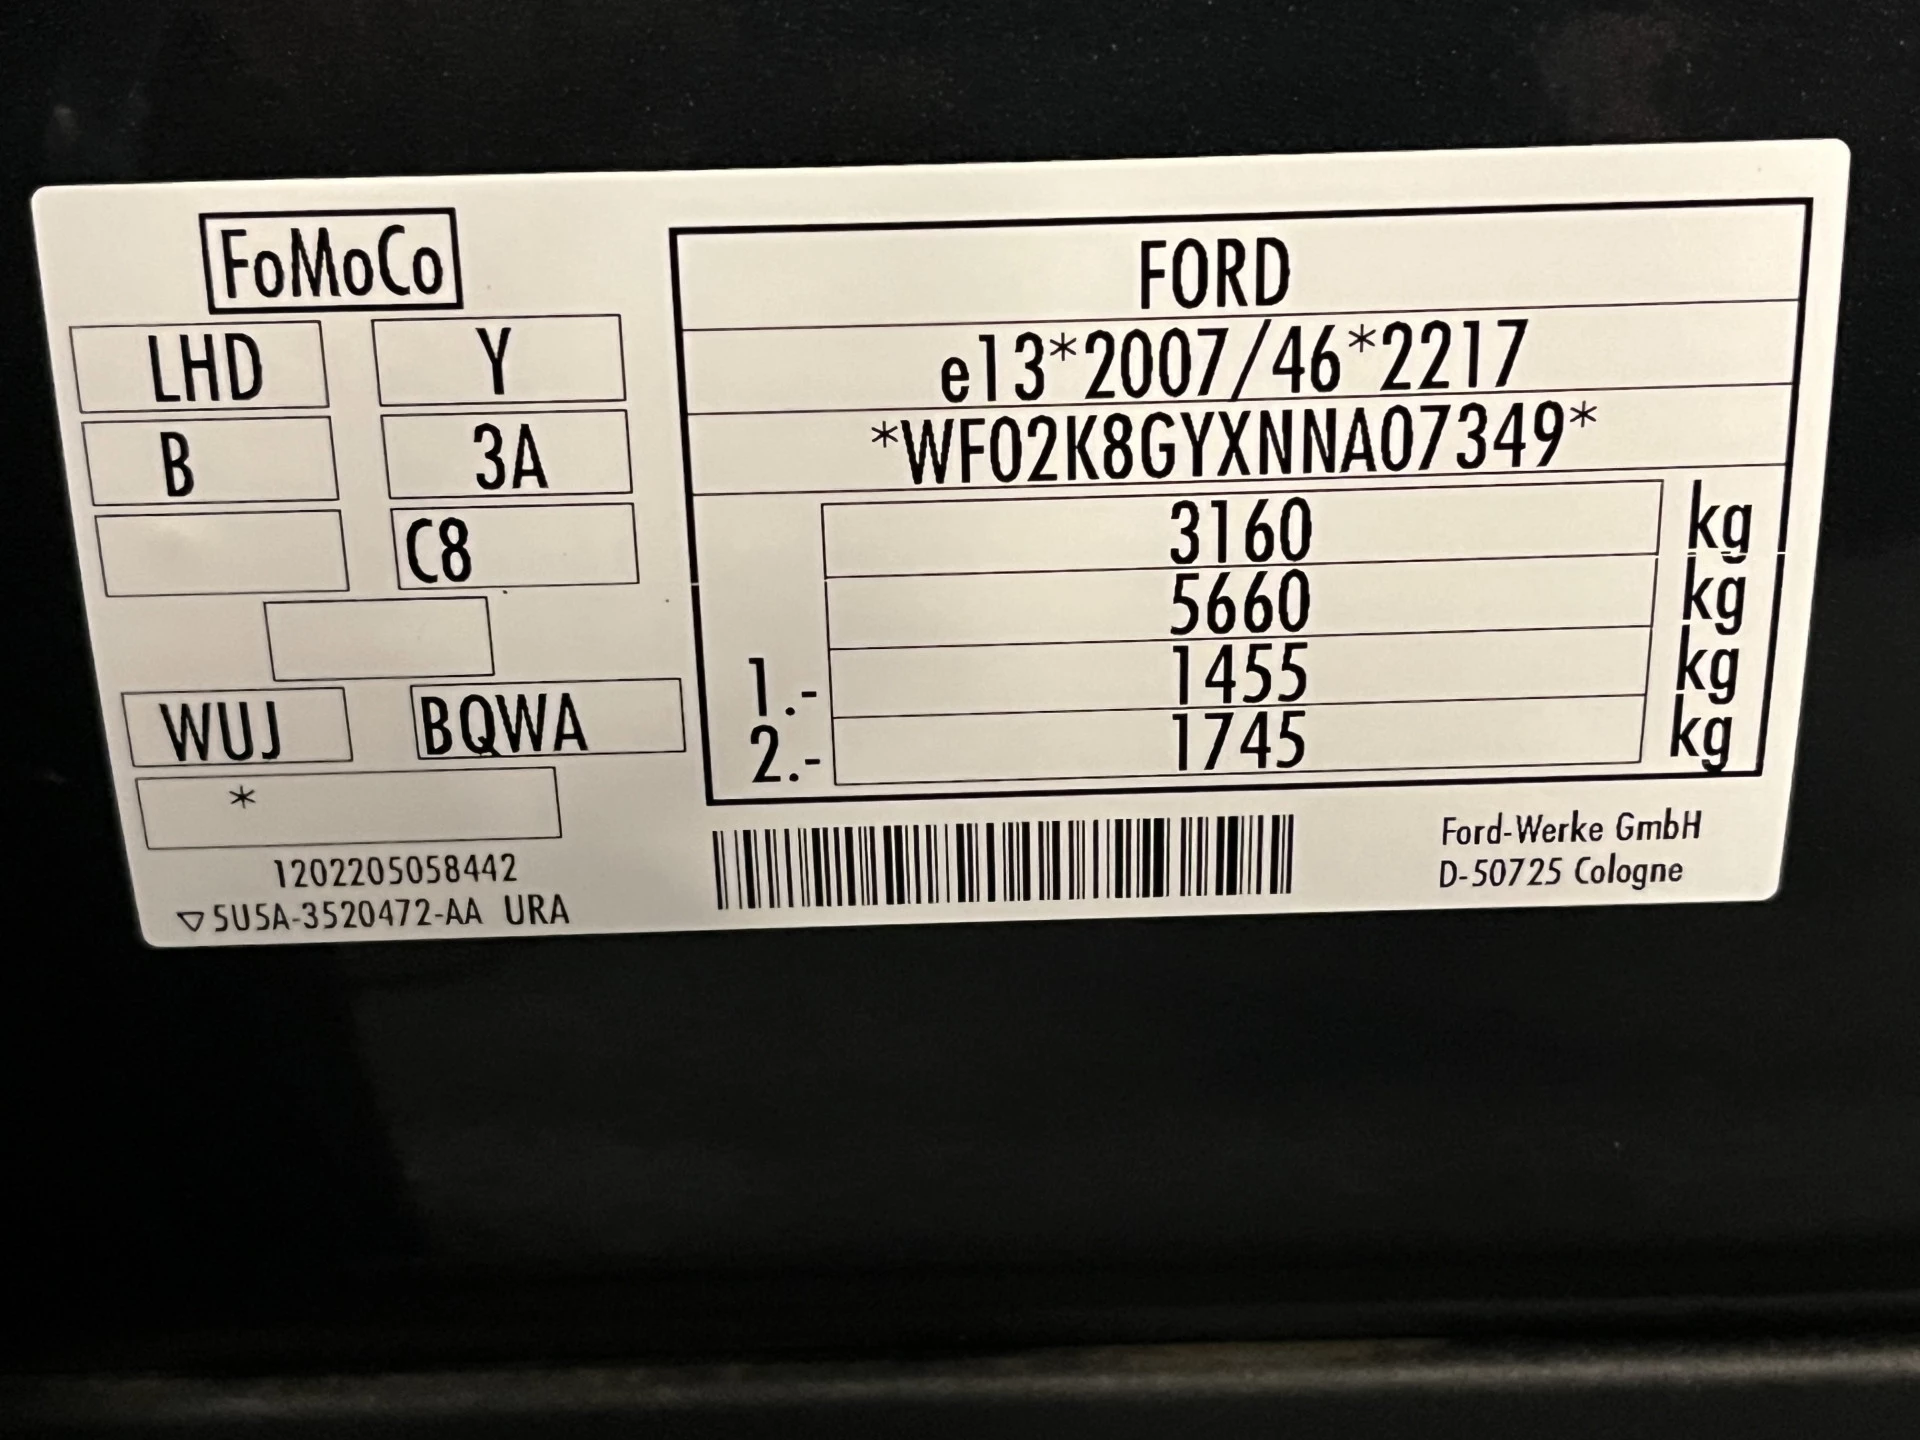 FoMoCo
LHD Y
B 3A
C8
WUJ BQWA
*
1202205058442
▽5U5A-3520472-AA URA
FORD
e13*2007/46*2217
*WF02K8GYXNNA07349*
3160 kg
5660 kg
1.- 1455 kg
2.- 1745 kg
Ford-Werke GmbH
D-50725 Cologne